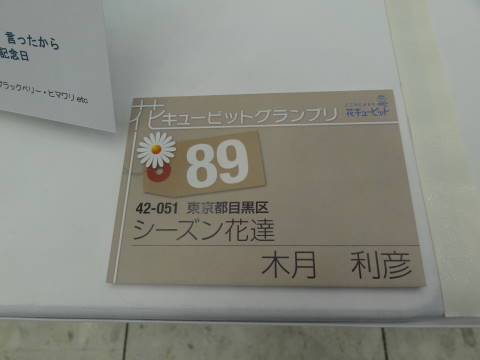 言ったから
記念日
ブラックベリー・ヒマワリ etc
花キューピットグランプリ
花キューピット
89
42-051 東京都目黒区
シーズン花達
木月 利彦